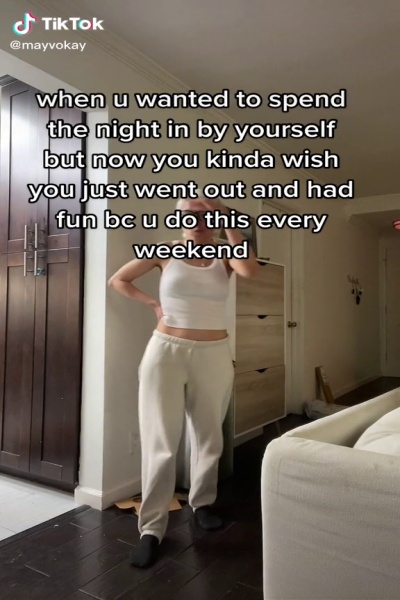 TikTok
@mayvokay
when u wanted to spend
the night in by yourself
but now you kinda wish
you just went out and had
fun bc u do this every
weekend